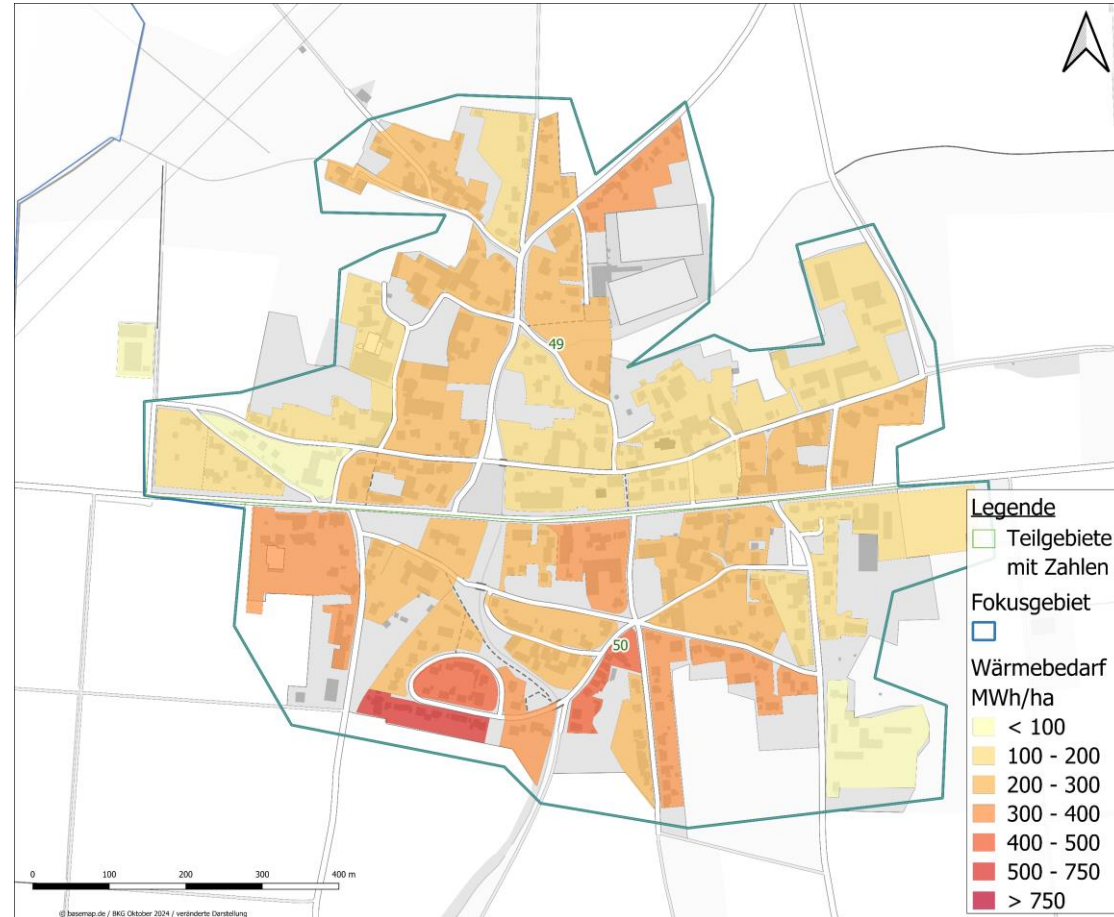 49
50
Legende
Teilgebiete
mit Zahlen
Fokusgebiet
Wärmebedarf
MWh/ha
< 100
100 - 200
200 - 300
300 - 400
400 - 500
500 - 750
> 750
0 100 200 300 400 m
© basemap.de / BKG Oktober 2024 / veränderte Darstellung